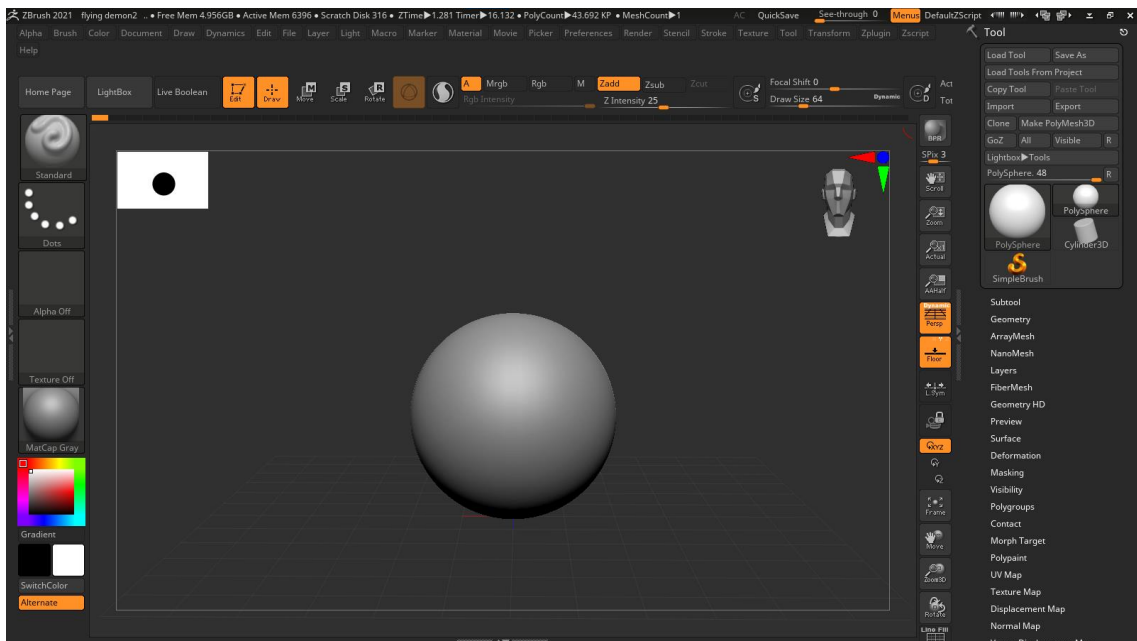 ZBrush 2021 flying demon2 .. • Free Mem 4.956GB • Active Mem 6396 • Scratch Disk 316 • ZTime▶1.281 Timer▶16.132 • PolyCount▶43.692 KP • MeshCount▶1 AC QuickSave See-through 0 Menus DefaultZScript
Alpha Brush Color Document Draw Dynamics Edit File Layer Light Macro Marker Material Movie Picker Preferences Render Stencil Stroke Texture Tool Transform Zplugin Zscript
Help
Home Page LightBox Live Boolean Edit Draw Move Scale Rotate
A Mrgb Rgb M Zadd Zsub Zcut Focal Shift 0 Act
Rgb Intensity Z Intensity 25 S Draw Size 64 Dynamic D Tot
Standard
Dots
Alpha Off
Texture Off
MatCap Gray
Gradient
SwitchColor
Alternate
BPR
SPix 3
Scroll
Zoom
Actual
AAHalf
Dynamic
Persp
Floor
L.Sym
XYZ
Y
Z
Frame
Move
Zoom3D
Rotate
Line Fill
Tool
Load Tool Save As
Load Tools From Project
Copy Tool Paste Tool
Import Export
Clone Make PolyMesh3D
GoZ All Visible R
Lightbox▶Tools
PolySphere. 48 R
PolySphere
PolySphere Cylinder3D
SimpleBrush
Subtool
Geometry
ArrayMesh
NanoMesh
Layers
FiberMesh
Geometry HD
Preview
Surface
Deformation
Masking
Visibility
Polygroups
Contact
Morph Target
Polypaint
UV Map
Texture Map
Displacement Map
Normal Map